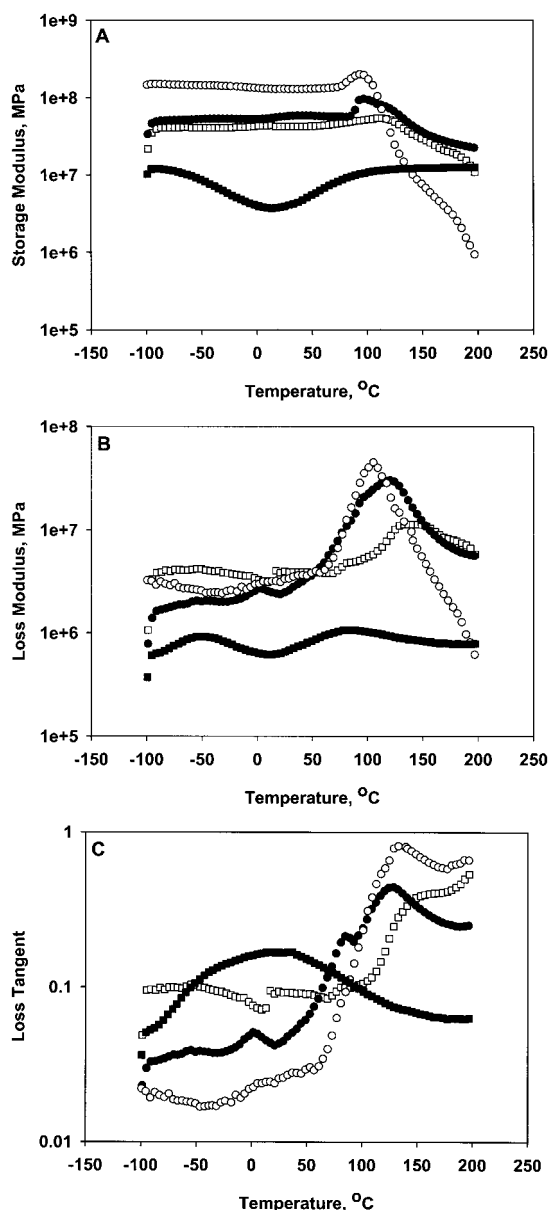 A
1e+9
1e+8
1e+7
1e+6
1e+5
Storage Modulus, MPa
-150 -100 -50 0 50 100 150 200 250
Temperature, ᴼC
B
1e+8
1e+7
1e+6
1e+5
Loss Modulus, MPa
-150 -100 -50 0 50 100 150 200 250
Temperature, ᴼC
C
1
0.1
0.01
Loss Tangent
-150 -100 -50 0 50 100 150 200 250
Temperature, ᴼC